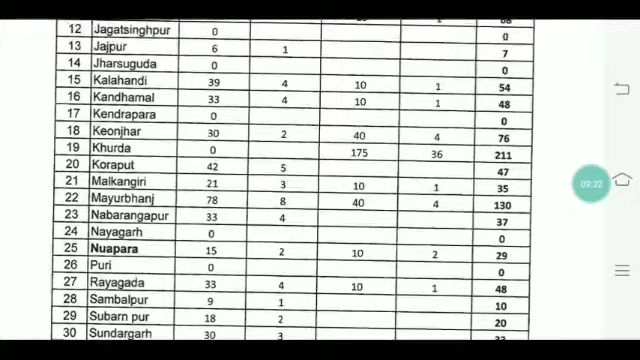 12 Jagatsinghpur 0 0
13 Jajpur 6 1 7
14 Jharsuguda 0 0
15 Kalahandi 39 4 10 1 54
16 Kandhamal 33 4 10 1 48
17 Kendrapara 0 0
18 Keonjhar 30 2 40 4 76
19 Khurda 0 175 36 211
20 Koraput 42 5 47
21 Malkangiri 21 3 10 1 35
22 Mayurbhanj 78 8 40 4 130
23 Nabarangapur 33 4 37
24 Nayagarh 0 0
25 Nuapara 15 2 10 2 29
26 Puri 0 0
27 Rayagada 33 4 10 1 48
28 Sambalpur 9 1 10
29 Subarn pur 18 2 20
30 Sundargarh 30 3
09:32